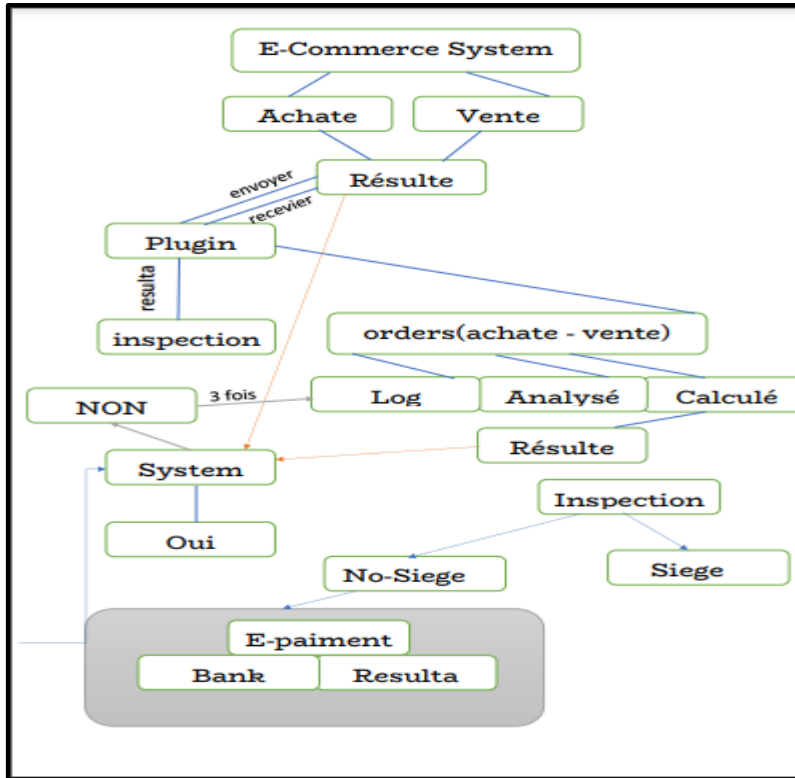 E-Commerce System
Achate
Vente
Résulte
envoyer
recevier
Plugin
resulta
inspection
orders(achate - vente)
NON
3 fois
Log
Analysé
Calculé
Résulte
System
Inspection
Oui
No-Siege
Siege
E-paiment
Bank
Resulta